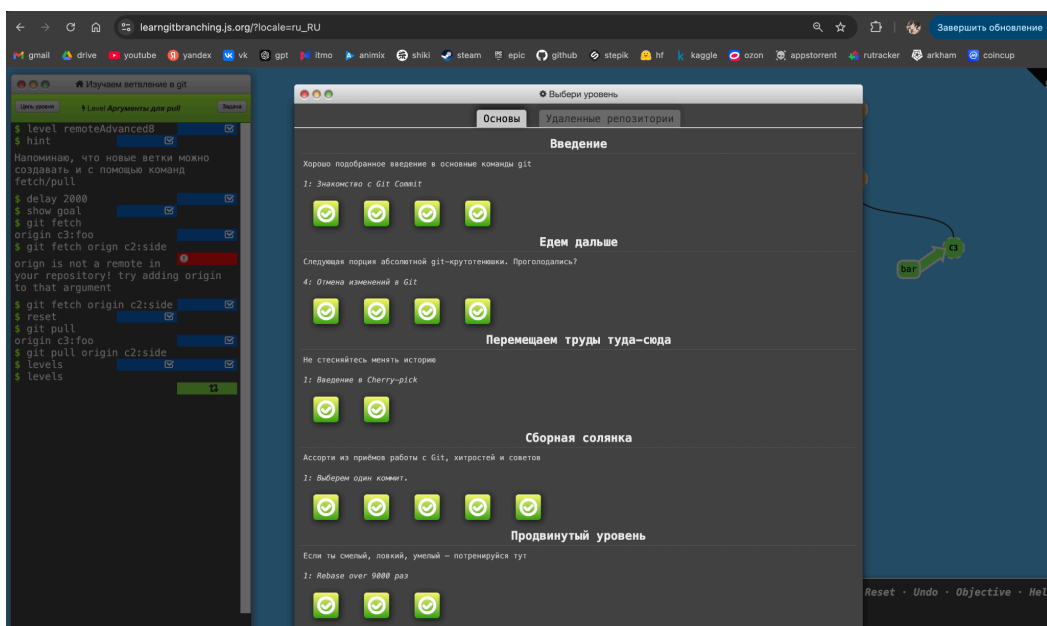 learngitbranching.js.org/?locale=ru_RU
Завершить обновление
gmail drive youtube yandex vk gpt itmo animix shiki steam epic github stepik hf kaggle ozon appstorrent rutracker arkham coincup
Изучаем ветвление в git
Цель уровня
Level Аргументы для pull
Задача
$ level remoteAdvanced8
$ hint
Напоминаю, что новые ветки можно
создавать и с помощью команд
fetch/pull
$ delay 2000
$ show goal
$ git fetch
origin c3:foo
$ git fetch orign c2:side
orign is not a remote in
your repository! try adding origin
to that argument
$ git fetch origin c2:side
$ reset
$ git pull
origin c3:foo
$ git pull origin c2:side
$ levels
$ levels
Выбери уровень
Основы
Удаленные репозитории
Введение
Хорошо подобранное введение в основные команды git
1: Знакомство с Git Commit
Едем дальше
Следующая порция абсолютной git-крутотенюшки. Проголодались?
4: Отмена изменений в Git
Перемещаем труды туда-сюда
Не стесняйтесь менять историю
1: Введение в Cherry-pick
Сборная солянка
Ассорти из приёмов работы с Git, хитростей и советов
1: Выберем один коммит.
Продвинутый уровень
Если ты смелый, ловкий, умелый — потренируйся тут
1: Rebase over 9000 раз
c3
bar
Reset · Undo · Objective · Hel